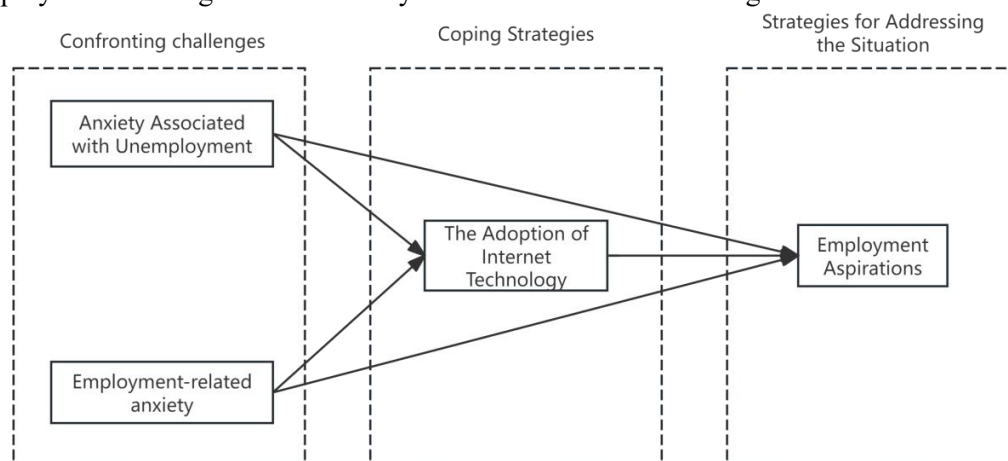 Confronting challenges
Coping Strategies
Strategies for Addressing
the Situation
Anxiety Associated
with Unemployment
The Adoption of
Internet
Technology
Employment
Aspirations
Employment-related
anxiety